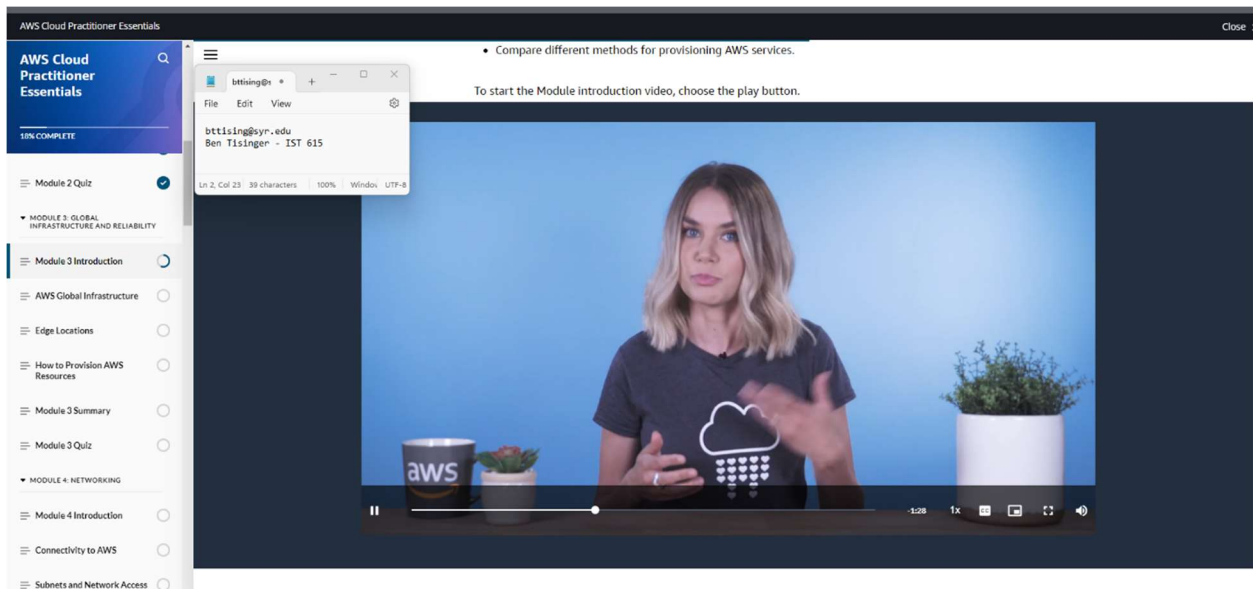 AWS Cloud Practitioner Essentials
Close
AWS Cloud
Practitioner
Essentials
18% COMPLETE
Module 2 Quiz
MODULE 3: GLOBAL
INFRASTRUCTURE AND RELIABILITY
Module 3 Introduction
AWS Global Infrastructure
Edge Locations
How to Provision AWS
Resources
Module 3 Summary
Module 3 Quiz
MODULE 4: NETWORKING
Module 4 Introduction
Connectivity to AWS
Subnets and Network Access
• Compare different methods for provisioning AWS services.
To start the Module introduction video, choose the play button.
bttising@s
File Edit View
bttising@syr.edu
Ben Tisinger - IST 615
Ln 2, Col 23 39 characters 100% Window UTF-8
aws
-1:28 1x CC